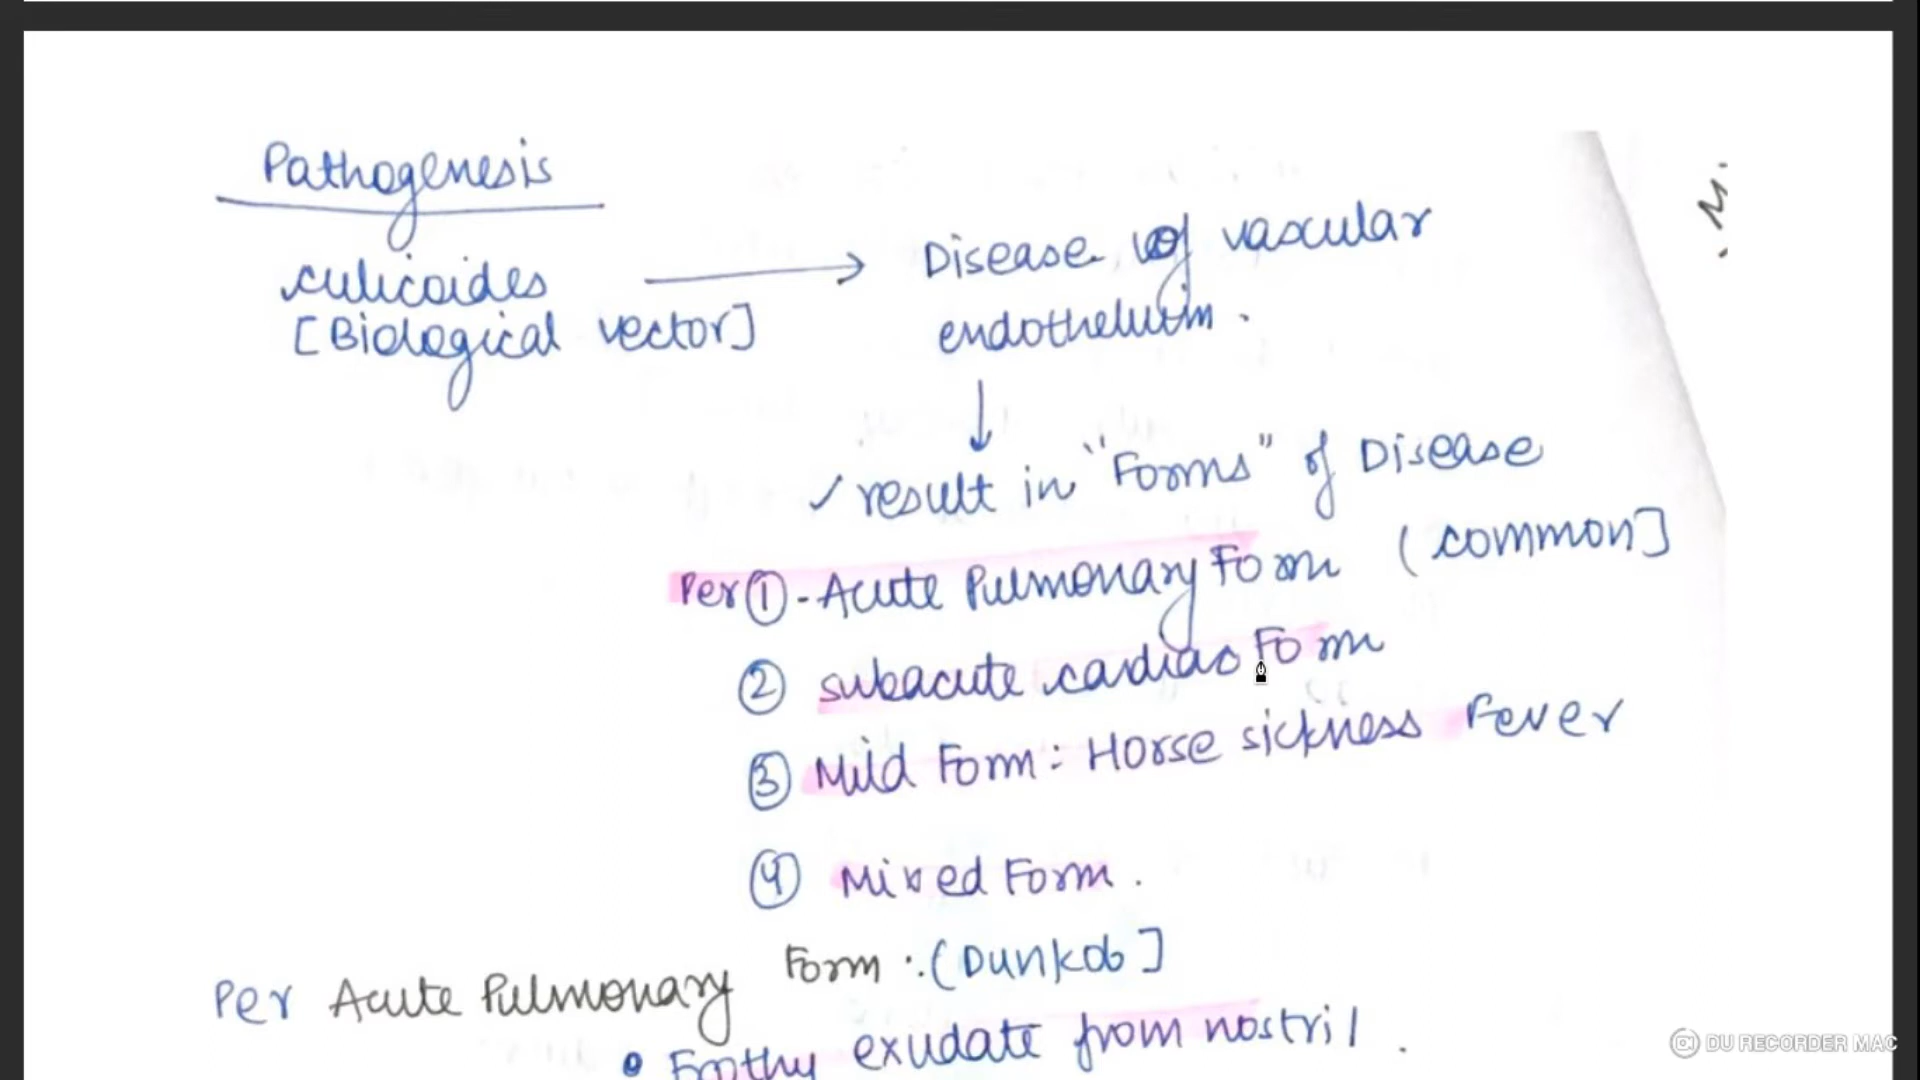 Pathogenesis
culicoides
[Biological vector]
Disease of vascular
endothelium.
✓ result in "Forms" of Disease
Per ① - Acute Pulmonary Form (common]
② subacute cardiac Form
③ Mild Form: Horse sickness Fever
④ Mixed Form.
Per Acute Pulmonary Form :(Dunkob]
• Frothy exudate from nostril.
.M.
DU RECORDER MAC